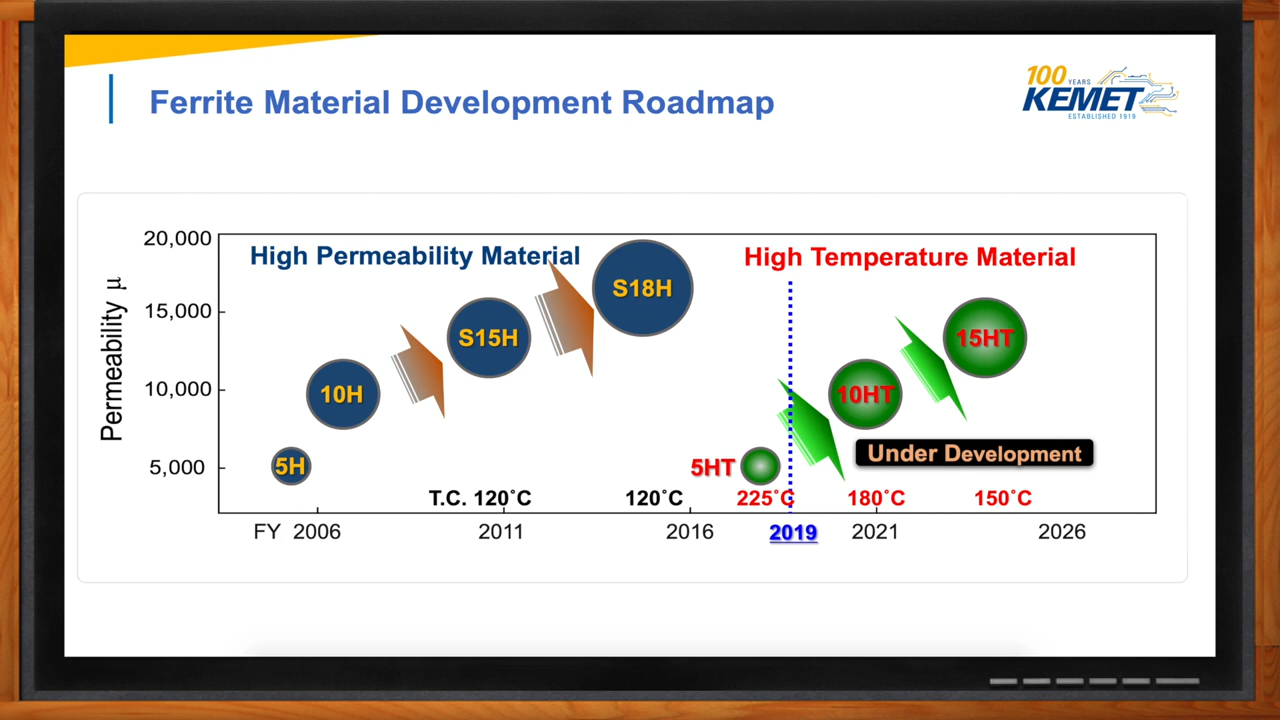 Ferrite Material Development Roadmap
100 YEARS
KEMET
ESTABLISHED 1919
High Permeability Material
High Temperature Material
Permeability μ
20,000
15,000
10,000
5,000
5H
10H
S15H
S18H
5HT
10HT
15HT
Under Development
T.C. 120˚C
120˚C
225˚C
180˚C
150˚C
FY 2006
2011
2016
2019
2021
2026